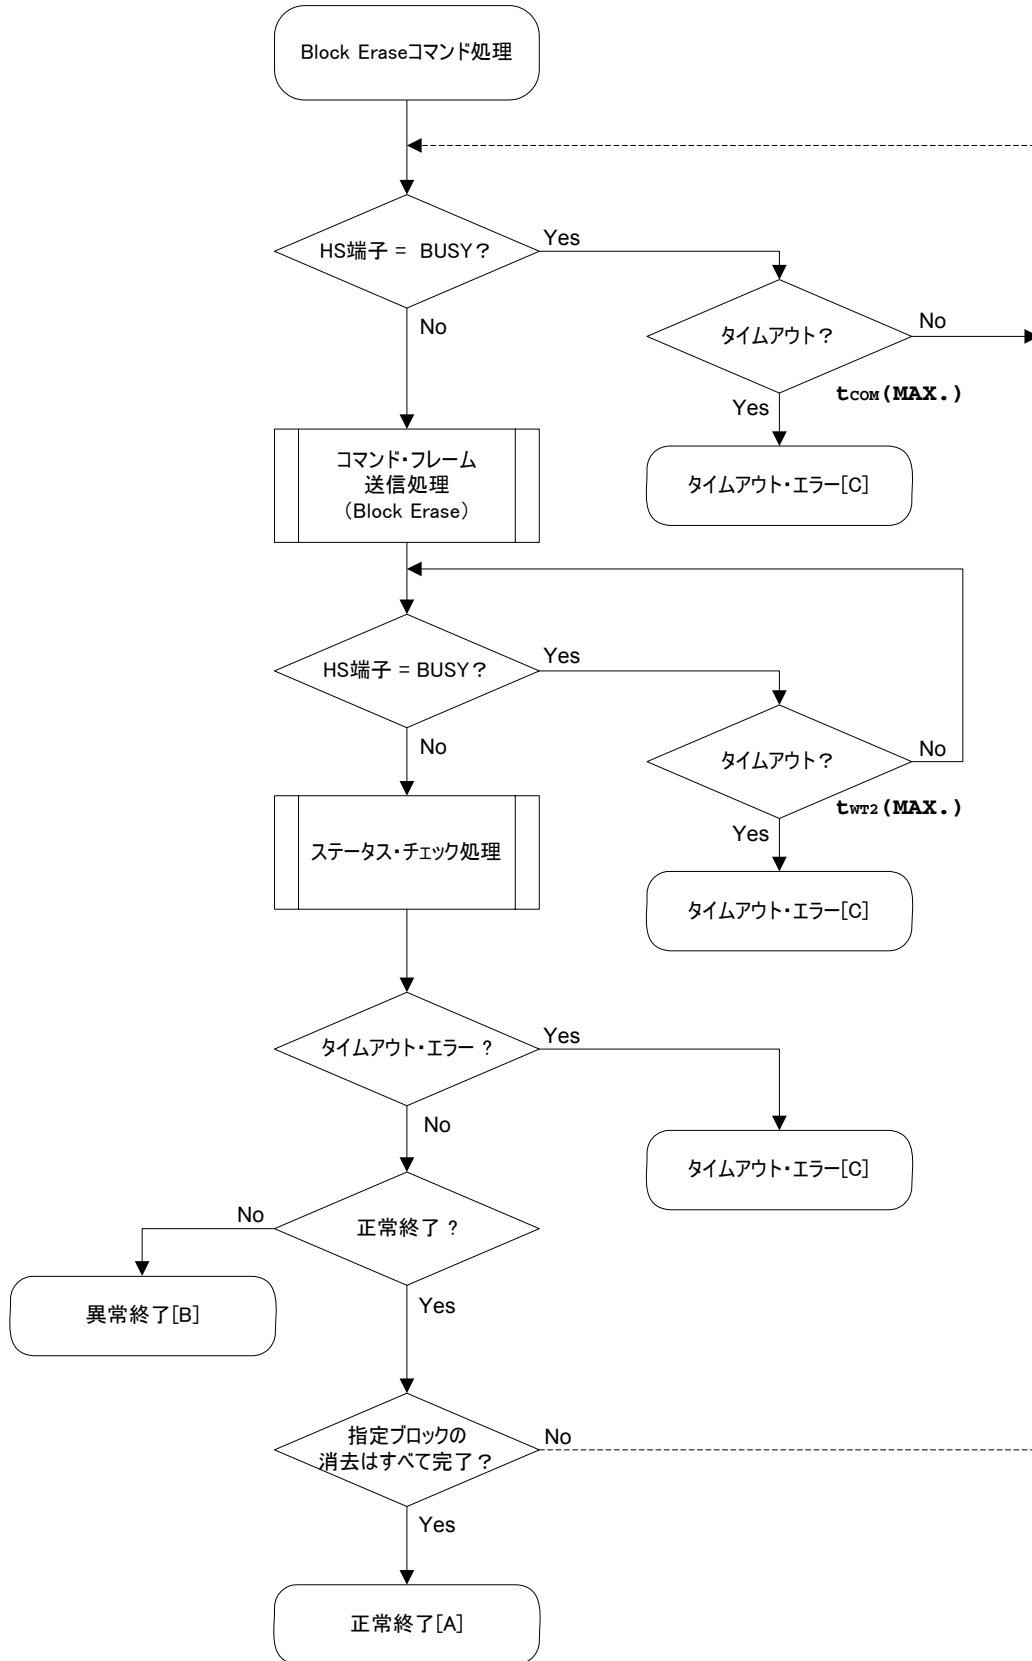 Block Eraseコマンド処理
HS端子 = BUSY?
Yes
No
タイムアウト?
No
tCOM(MAX.)
Yes
タイムアウト・エラー[C]
コマンド・フレーム
送信処理
(Block Erase)
HS端子 = BUSY?
Yes
No
タイムアウト?
No
tWT2(MAX.)
Yes
タイムアウト・エラー[C]
ステータス・チェック処理
タイムアウト・エラー ?
Yes
No
タイムアウト・エラー[C]
正常終了 ?
No
Yes
異常終了[B]
指定ブロックの
消去はすべて完了?
No
Yes
正常終了[A]